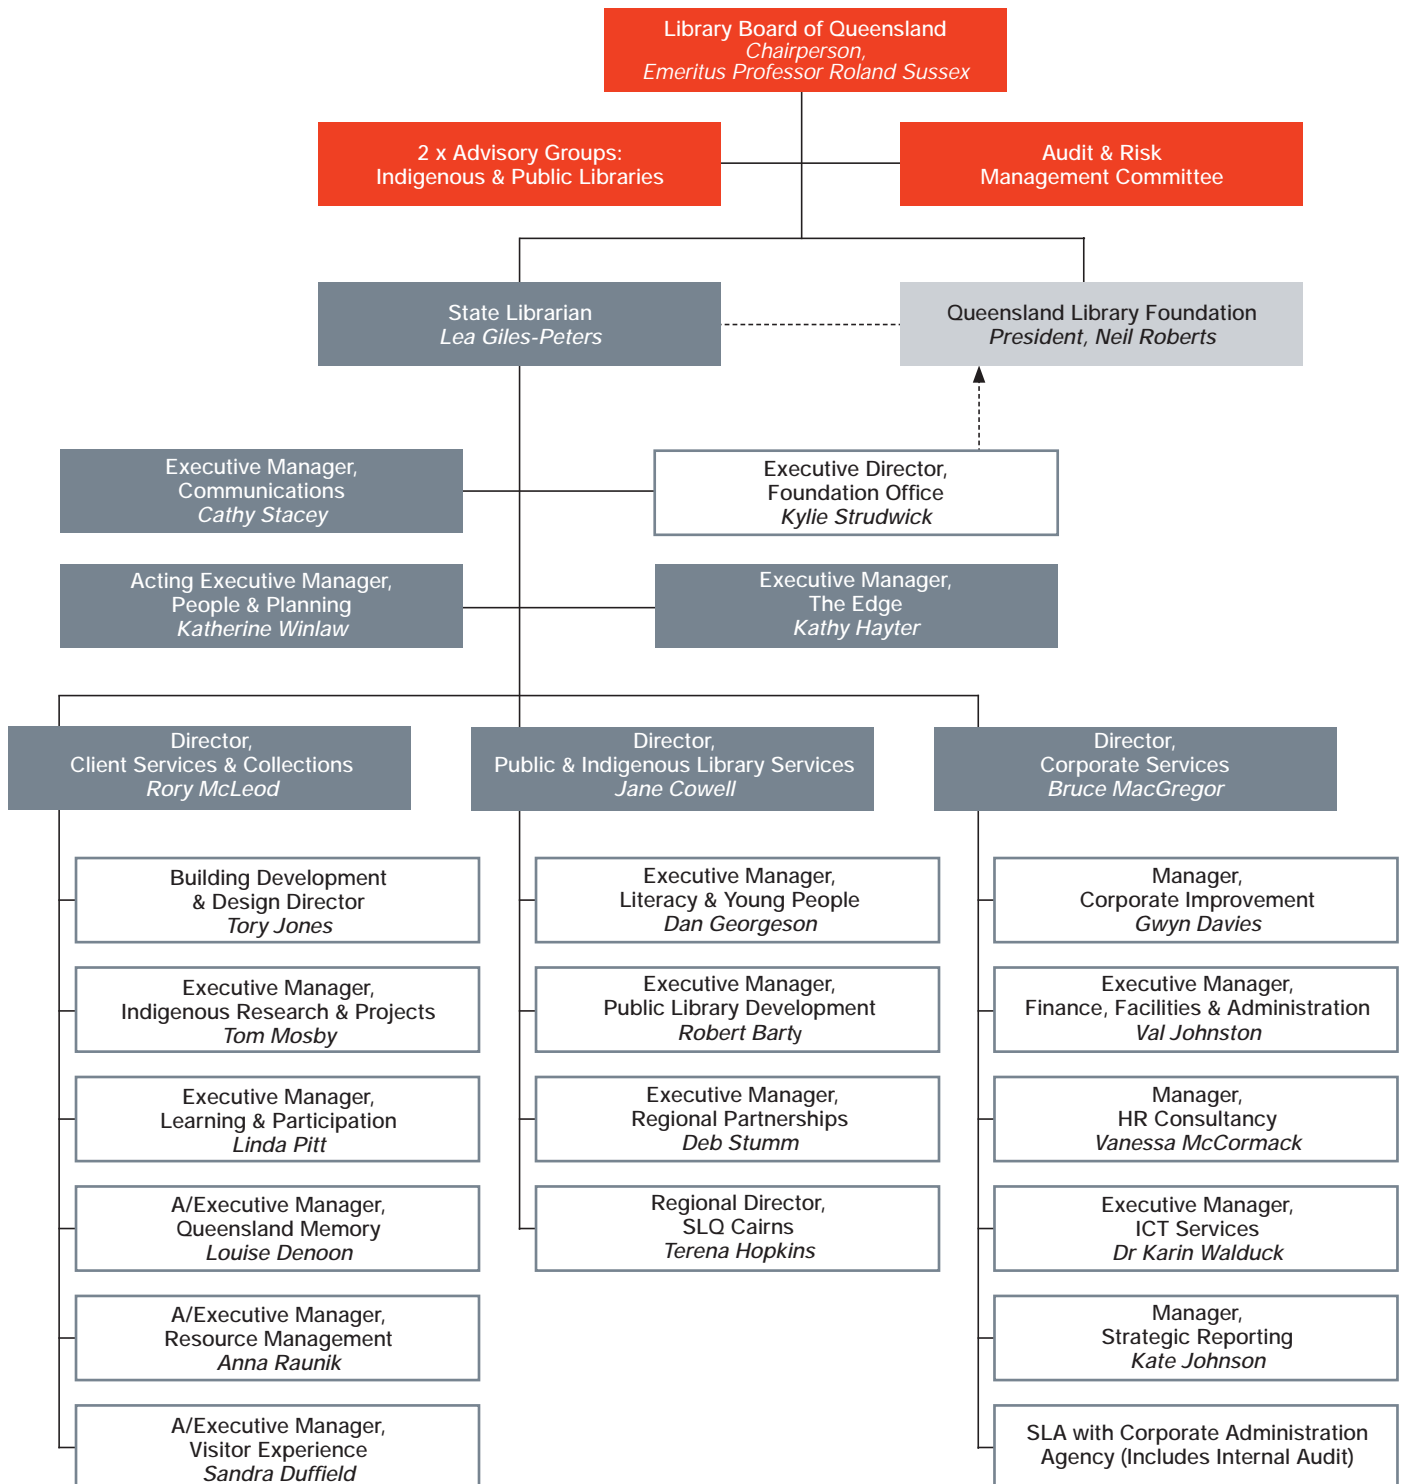 Library Board of Queensland
Chairperson,
Emeritus Professor Roland Sussex
2 x Advisory Groups:
Indigenous & Public Libraries
Audit & Risk
Management Committee
State Librarian
Lea Giles-Peters
Queensland Library Foundation
President, Neil Roberts
Executive Manager,
Communications
Cathy Stacey
Executive Director,
Foundation Office
Kylie Strudwick
Acting Executive Manager,
People & Planning
Katherine Winlaw
Executive Manager,
The Edge
Kathy Hayter
Director,
Client Services & Collections
Rory McLeod
Director,
Public & Indigenous Library Services
Jane Cowell
Director,
Corporate Services
Bruce MacGregor
Building Development
& Design Director
Tory Jones
Executive Manager,
Indigenous Research & Projects
Tom Mosby
Executive Manager,
Learning & Participation
Linda Pitt
A/Executive Manager,
Queensland Memory
Louise Denoon
A/Executive Manager,
Resource Management
Anna Raunik
A/Executive Manager,
Visitor Experience
Sandra Duffield
Executive Manager,
Literacy & Young People
Dan Georgeson
Executive Manager,
Public Library Development
Robert Barty
Executive Manager,
Regional Partnerships
Deb Stumm
Regional Director,
SLQ Cairns
Terena Hopkins
Manager,
Corporate Improvement
Gwyn Davies
Executive Manager,
Finance, Facilities & Administration
Val Johnston
Manager,
HR Consultancy
Vanessa McCormack
Executive Manager,
ICT Services
Dr Karin Walduck
Manager,
Strategic Reporting
Kate Johnson
SLA with Corporate Administration
Agency (Includes Internal Audit)